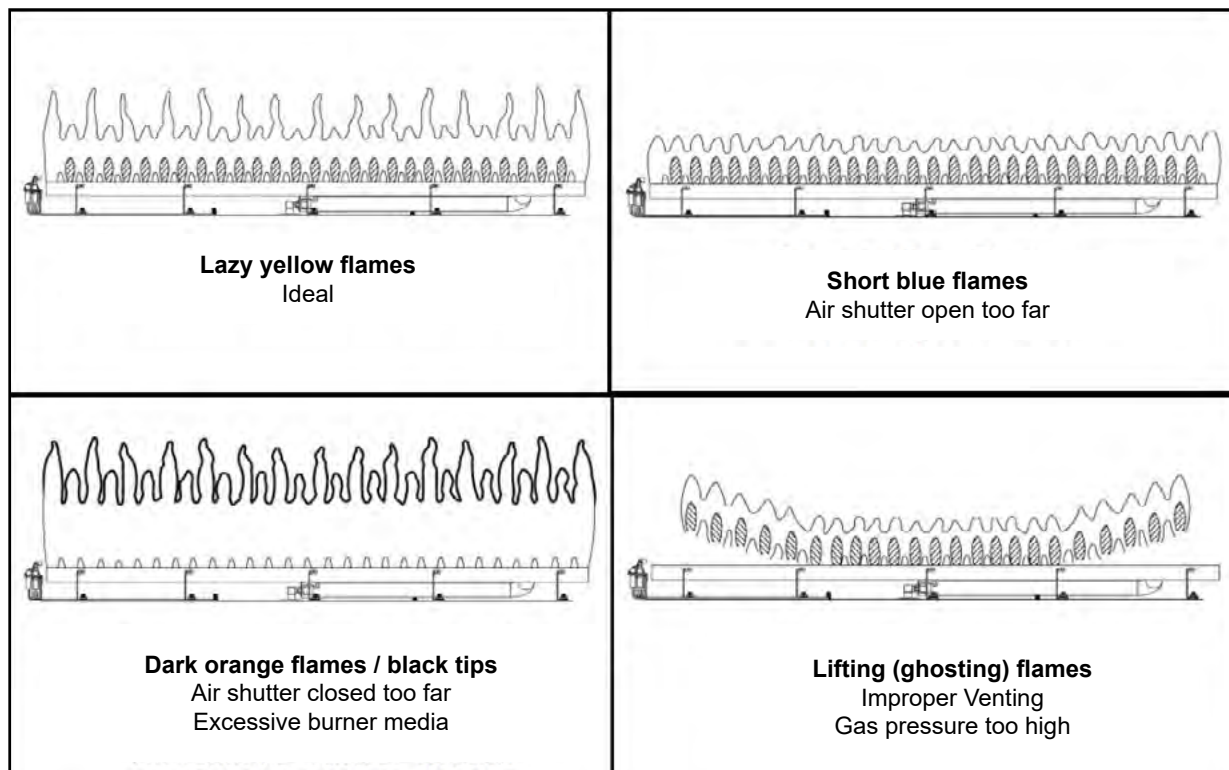 Lazy yellow flames
Ideal
Short blue flames
Air shutter open too far
Dark orange flames / black tips
Air shutter closed too far
Excessive burner media
Lifting (ghosting) flames
Improper Venting
Gas pressure too high